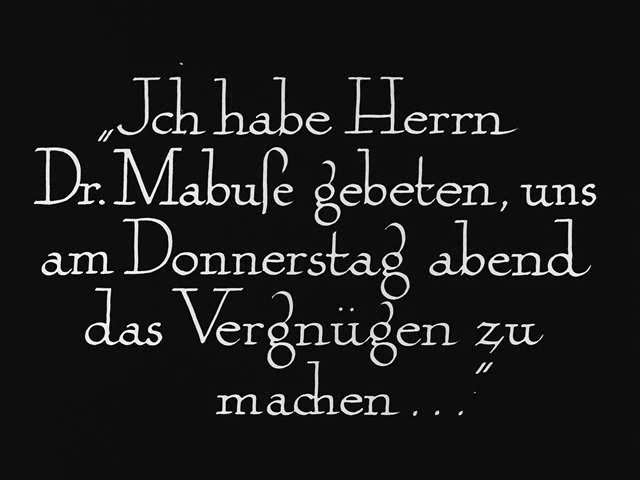 „Ich habe Herrn
Dr. Mabuſe gebeten, uns
am Donnerstag abend
das Vergnügen zu
machen . . .“